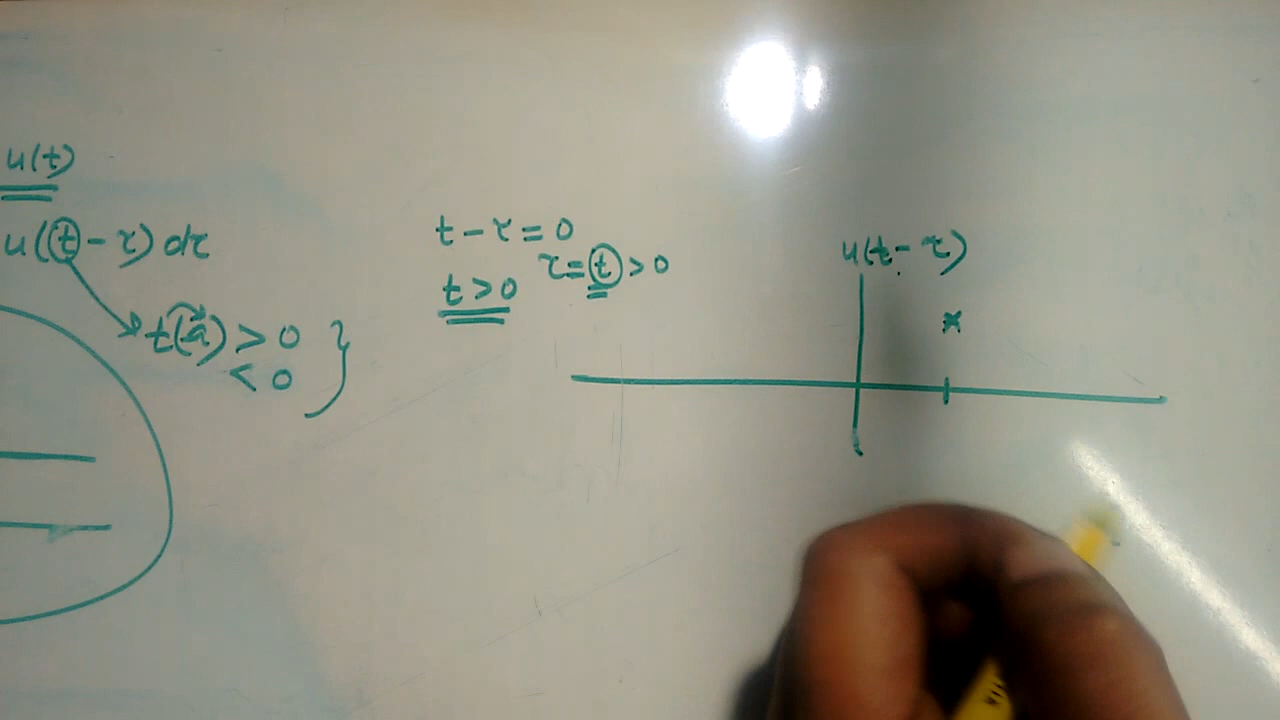 u(t)
u(t - τ) dτ
t( ) > 0
< 0
t - τ = 0
τ = t > 0
t > 0
u(t - τ)
x